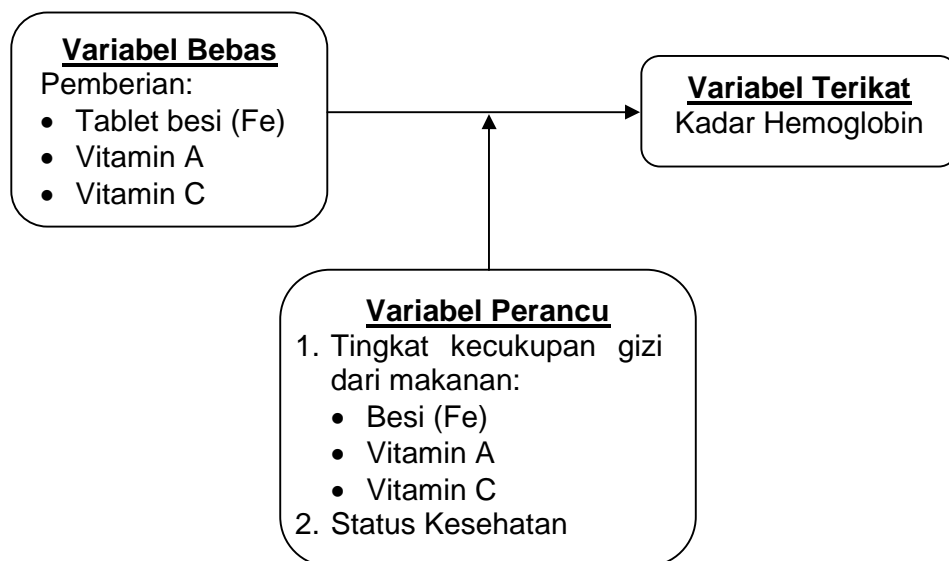 Variabel Bebas
Pemberian:
• Tablet besi (Fe)
• Vitamin A
• Vitamin C
Variabel Terikat
Kadar Hemoglobin
Variabel Perancu
1. Tingkat kecukupan gizi
dari makanan:
• Besi (Fe)
• Vitamin A
• Vitamin C
2. Status Kesehatan